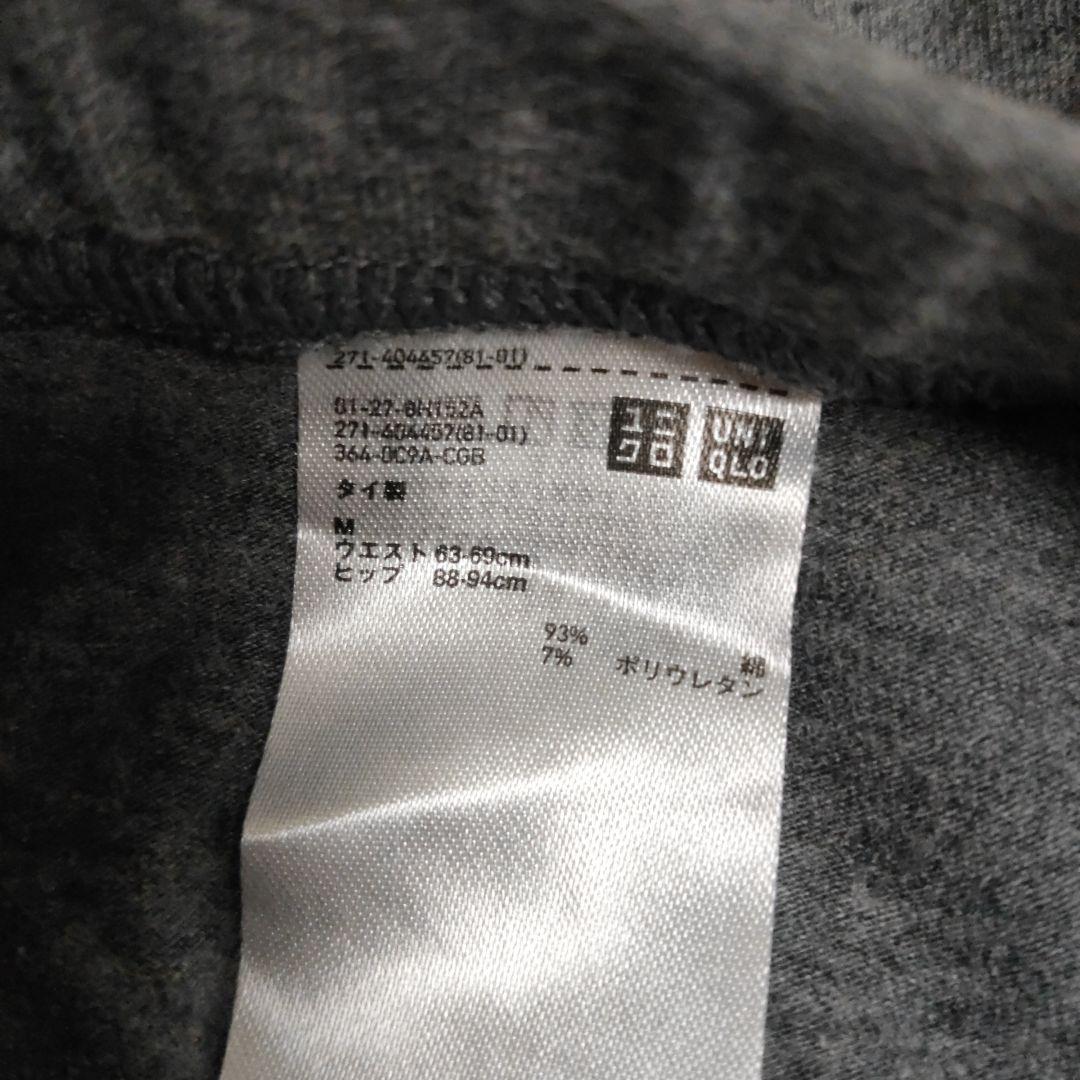 271-404457(81-01)
01-27-8H152A
271-404457(81-01)
364-0C9A-CGB
ユニ
クロ
UNI
QLO
タイ製
M
ウエスト 63-69cm
ヒップ 88-94cm
93% 綿
7% ポリウレタン